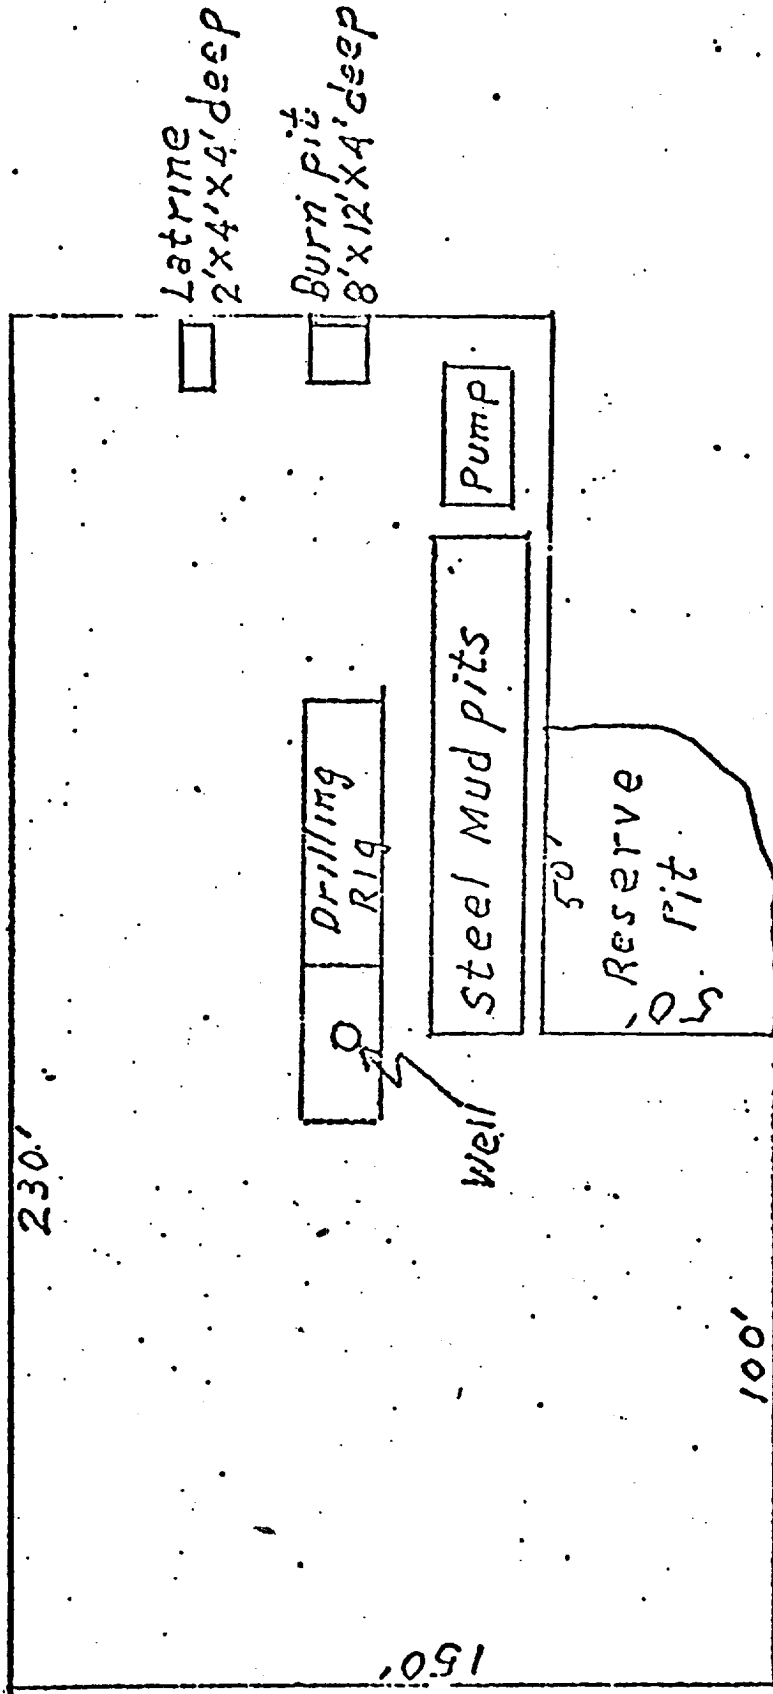 Latrine
2'x4'x4' deep
Burn pit
8'x12'x4' deep
230'
Pump
Drilling
Rig
Steel Mud pits
Well
50'
Reserve
Pit
50'
100'
150'